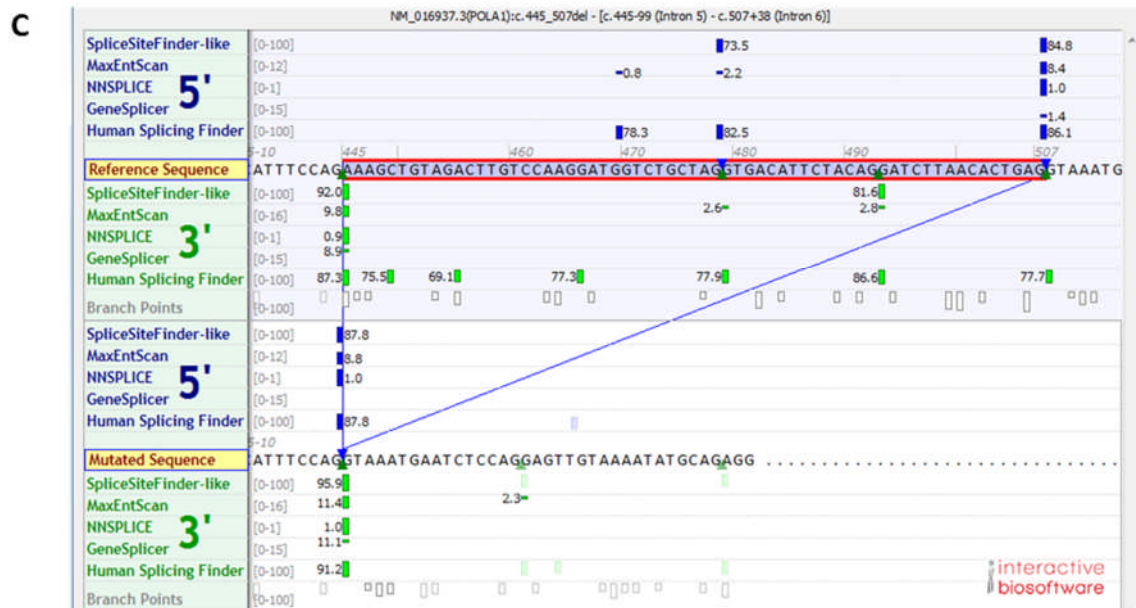 C
NM_016937.3(POLA1):c.445_507del - [c.445-99 (Intron 5) - c.507+38 (Intron 6)]
SpliceSiteFinder-like [0-100] 73.5 84.8
MaxEntScan [0-12] 0.8 2.2 8.4
NNSPLICE [0-1] 1.0
5'
GeneSplicer [0-15] 1.4
Human Splicing Finder [0-100] 78.3 82.5 86.1
5-10 445 460 470 480 490 507
Reference Sequence ATTTCCAGAAAGCTGTAGACTTGTCCAAGGATGGTCTGCTAGGTGACATTCTACAGGATCTTAACACTGAGGTAAATG
SpliceSiteFinder-like [0-100] 92.0 81.6
MaxEntScan [0-16] 9.8 2.6 2.8
NNSPLICE [0-1] 0.9
3'
GeneSplicer [0-15] 8.9
Human Splicing Finder [0-100] 87.3 75.5 69.1 77.3 77.9 86.6 77.7
Branch Points [0-100]
SpliceSiteFinder-like [0-100] 87.8
MaxEntScan [0-12] 8.8
NNSPLICE [0-1] 1.0
5'
GeneSplicer [0-15]
Human Splicing Finder [0-100] 87.8
5-10
Mutated Sequence ATTTCCAGGTAAATGAATCTCCAGGAGTTGTAAAATATGCAGAGG ................................
SpliceSiteFinder-like [0-100] 95.9
MaxEntScan [0-16] 11.4 2.3
NNSPLICE [0-1] 1.0
3'
GeneSplicer [0-15] 11.1
Human Splicing Finder [0-100] 91.2
Branch Points [0-100]
interactive
biosoftware